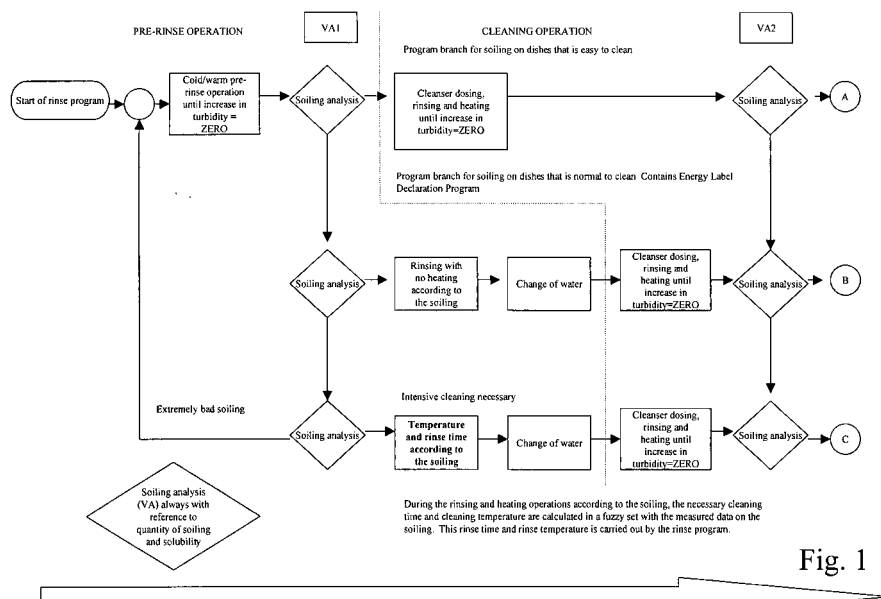 PRE-RINSE OPERATION
VA1
CLEANING OPERATION
VA2
Program branch for soiling on dishes that is easy to clean
Start of rinse program
Cold/warm pre-
rinse operation
until increase in
turbidity =
ZERO
Soiling analysis
Cleanser dosing,
rinsing and heating
until increase in
turbidity=ZERO
Soiling analysis
A
Program branch for soiling on dishes that is normal to clean Contains Energy Label
Declaration Program
Soiling analysis
Rinsing with
no heating
according to
the soiling
Change of water
Cleanser dosing,
rinsing and
heating until
increase in
turbidity=ZERO
Soiling analysis
B
Extremely bad soiling
Intensive cleaning necessary
Soiling analysis
Temperature
and rinse time
according to
the soiling
Change of water
Cleanser dosing,
rinsing and
heating until
increase in
turbidity=ZERO
Soiling analysis
C
Soiling analysis
(VA) always with
reference to
quantity of soiling
and solubility
During the rinsing and heating operations according to the soiling, the necessary cleaning
time and cleaning temperature are calculated in a fuzzy set with the measured data on the
soiling. This rinse time and rinse temperature is carried out by the rinse program.
Fig. 1